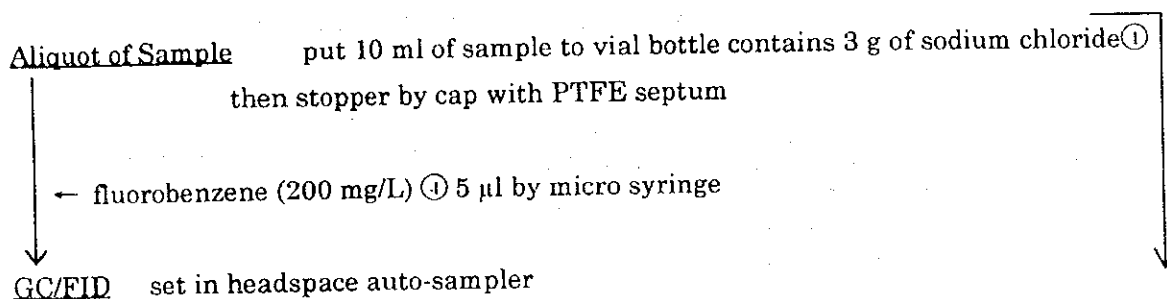 Aliquot of Sample put 10 ml of sample to vial bottle contains 3 g of sodium chloride①
then stopper by cap with PTFE septum
← fluorobenzene (200 mg/L) ① 5 μl by micro syringe
GC/FID set in headspace auto-sampler